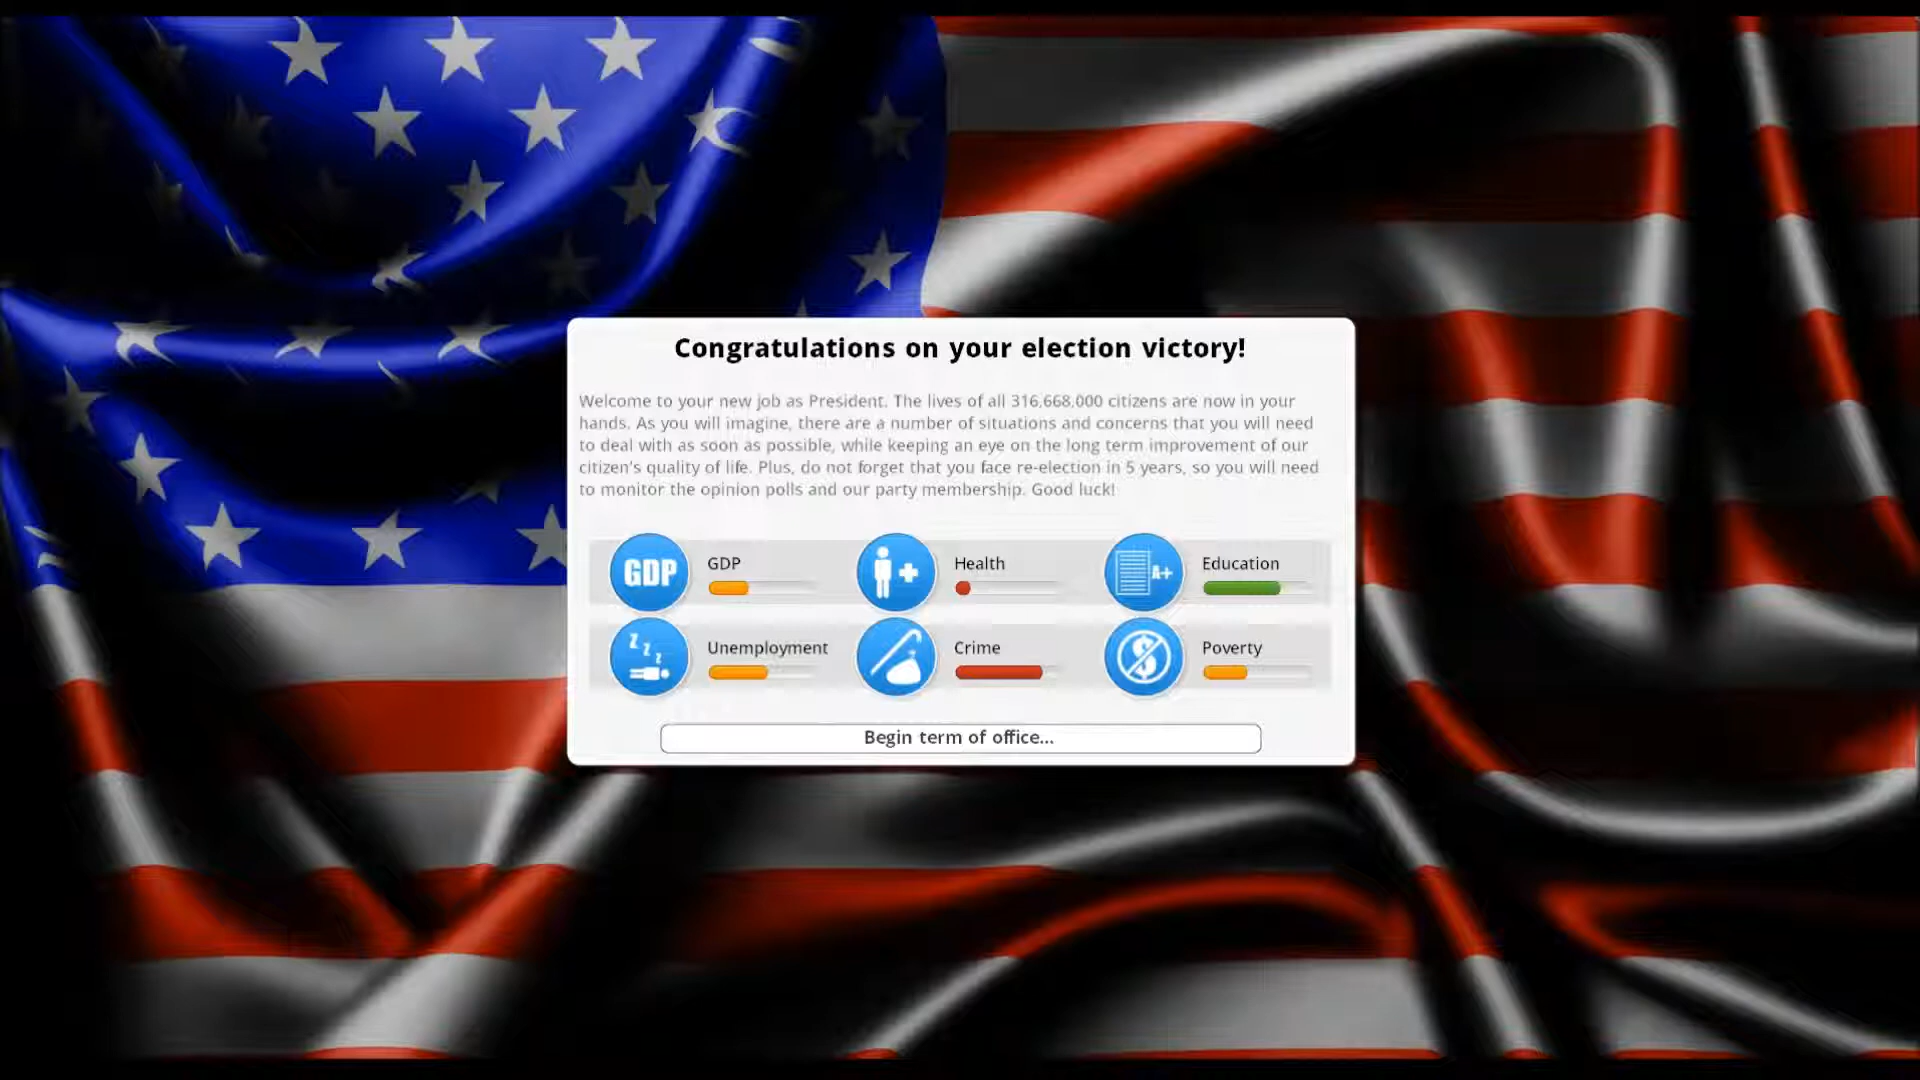 Congratulations on your election victory!
Welcome to your new job as President. The lives of all 316,668,000 citizens are now in your
hands. As you will imagine, there are a number of situations and concerns that you will need
to deal with as soon as possible, while keeping an eye on the long term improvement of our
citizen's quality of life. Plus, do not forget that you face re-election in 5 years, so you will need
to monitor the opinion polls and our party membership. Good luck!
GDP GDP Health A+ Education
z z z Unemployment Crime $ Poverty
Begin term of office...